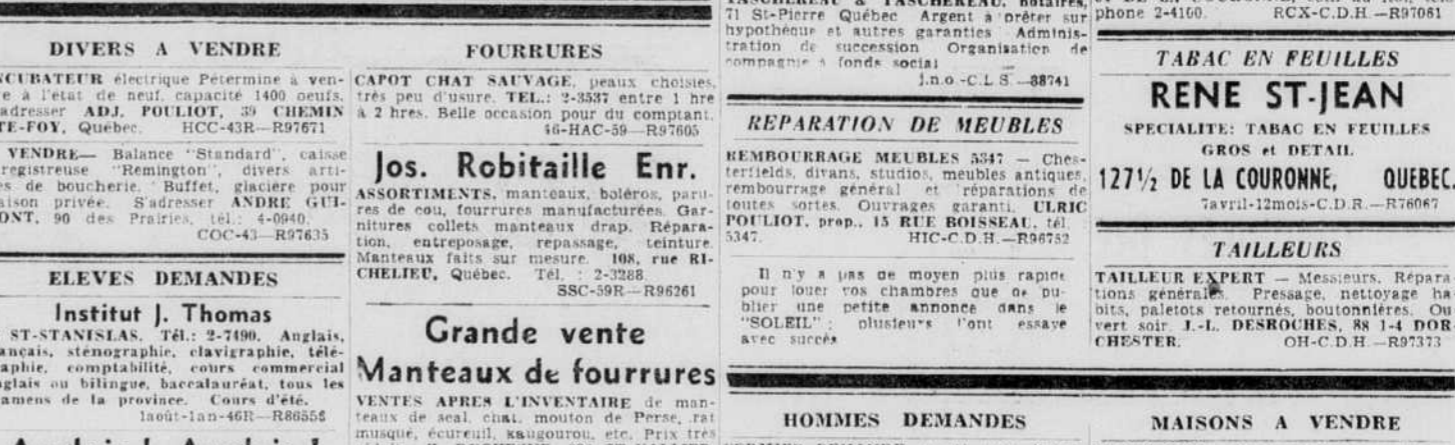 DIVERS A VENDRE
électrique Pétermine à ven-
à l'état de neuf, capacité 1400 oeufs.
adresser ADJ. POULIOT, 39 CHEMIN
TE-FOY, Québec. HCC-43R—R97671
VENDRE— Balance "Standard", caisse
registreuse "Remington", divers arti-
es de boucherie. Buffet, glacière pour
aison privée. S'adresser ANDRE GUI-
ONT, 90 des Prairies, tél.: 4-0940.
COC-43—R97635
ELEVES DEMANDES
Institut J. Thomas
ST-STANISLAS. Tél.: 2-7490. Anglais,
ançais, sténographie, clavigraphie, télé-
aphie, comptabilité, cours commercial
nglais ou bilingue, baccalauréat, tous les
amens de la province. Cours d'été.
1août-1an-46R—R86558
FOURRURES
CAPOT CHAT SAUVAGE, peaux choisies,
très peu d'usure. TEL.: 2-3537 entre 1 hre
à 2 hres. Belle occasion pour du comptant.
46-HAC-59—R97605
Jos. Robitaille Enr.
ASSORTIMENTS, manteaux, boléros, paru-
res de cou, fourrures manufacturées. Gar-
nitures collets manteaux drap. Répara-
tion, entreposage, repassage, teinture.
Manteaux faits sur mesure. 108, rue RI-
CHELIEU, Québec. Tél. : 2-3288
SSC-59R—R96261
Grande vente
Manteaux de fourrures
VENTES APRES L'INVENTAIRE de man-
teaux de seal, chat, mouton de Perse, rat
musqué, écureuil, kangourou, etc. Prix très
TASCHEREAU & TASCHEREAU, notaires,
71 St-Pierre Québec Argent à prêter sur
hypothèque et autres garanties Adminis-
tration de succession Organisation de
compagnie à fonds social
j.n.o.-C.L.S.—88741
REPARATION DE MEUBLES
REMBOURRAGE MEUBLES 5347 — Ches-
terfields, divans, studios, meubles antiques,
rembourrage général et réparations de
toutes sortes. Ouvrages garanti. ULRIC
POULIOT, prop., 15 RUE BOISSEAU, tél.
5347. HIC-C.D.H.—R96752
Il n'y a pas de moyen plus rapide
pour louer vos chambres que de pu-
blier une petite annonce dans le
"SOLEIL"; plusieurs l'ont essayé
avec succès
HOMMES DEMANDES
phone 2-4100. RCX-C.D.H.—R97081
TABAC EN FEUILLES
RENE ST-JEAN
SPECIALITE: TABAC EN FEUILLES
GROS et DETAIL
127½ DE LA COURONNE, QUEBEC.
7avril-12mois-C.D.R.—R76067
TAILLEURS
TAILLEUR EXPERT — Messieurs, Répara
tions générales. Pressage, nettoyage ha
bits, paletots retournés, boutonnières. Ou
vert soir. J.-L. DESROCHES, 88 1-4 DOR
CHESTER. OH-C.D.H.—R97373
MAISONS A VENDRE